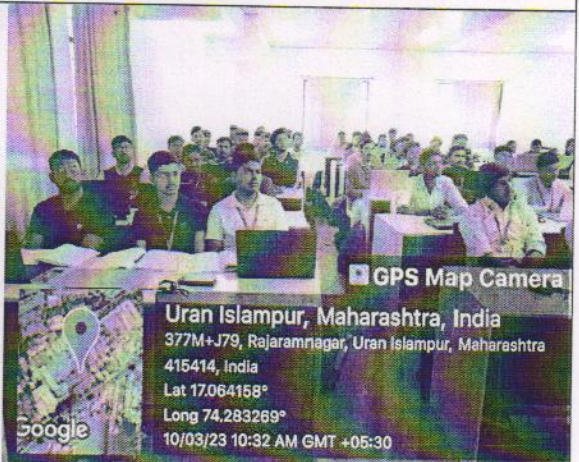 GPS Map Camera
Uran Islampur, Maharashtra, India
377M+J79, Rajaramnagar, Uran Islampur, Maharashtra
415414, India
Lat 17.064158°
Long 74.283269°
10/03/23 10:32 AM GMT +05:30
Google